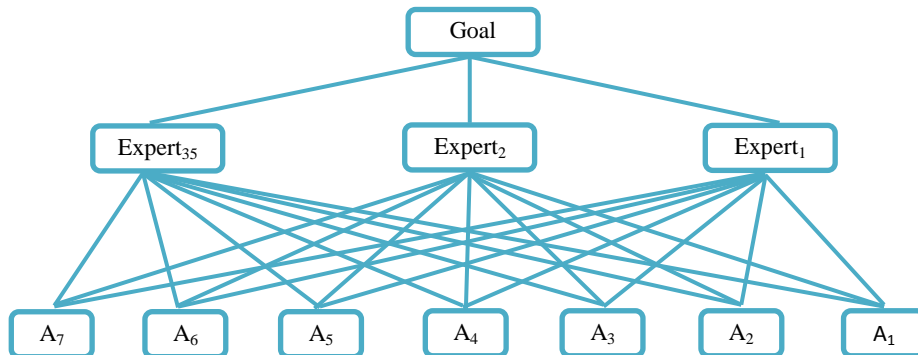 Goal
Expert₃₅ Expert₂ Expert₁
A₇ A₆ A₅ A₄ A₃ A₂ A₁